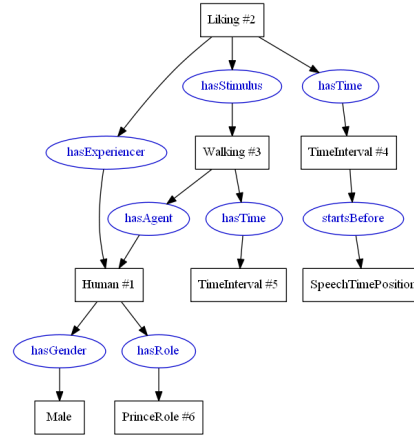 Liking #2
hasStimulus
hasTime
hasExperiencer
Walking #3
TimeInterval #4
hasAgent
hasTime
startsBefore
Human #1
TimeInterval #5
SpeechTimePosition
hasGender
hasRole
Male
PrinceRole #6